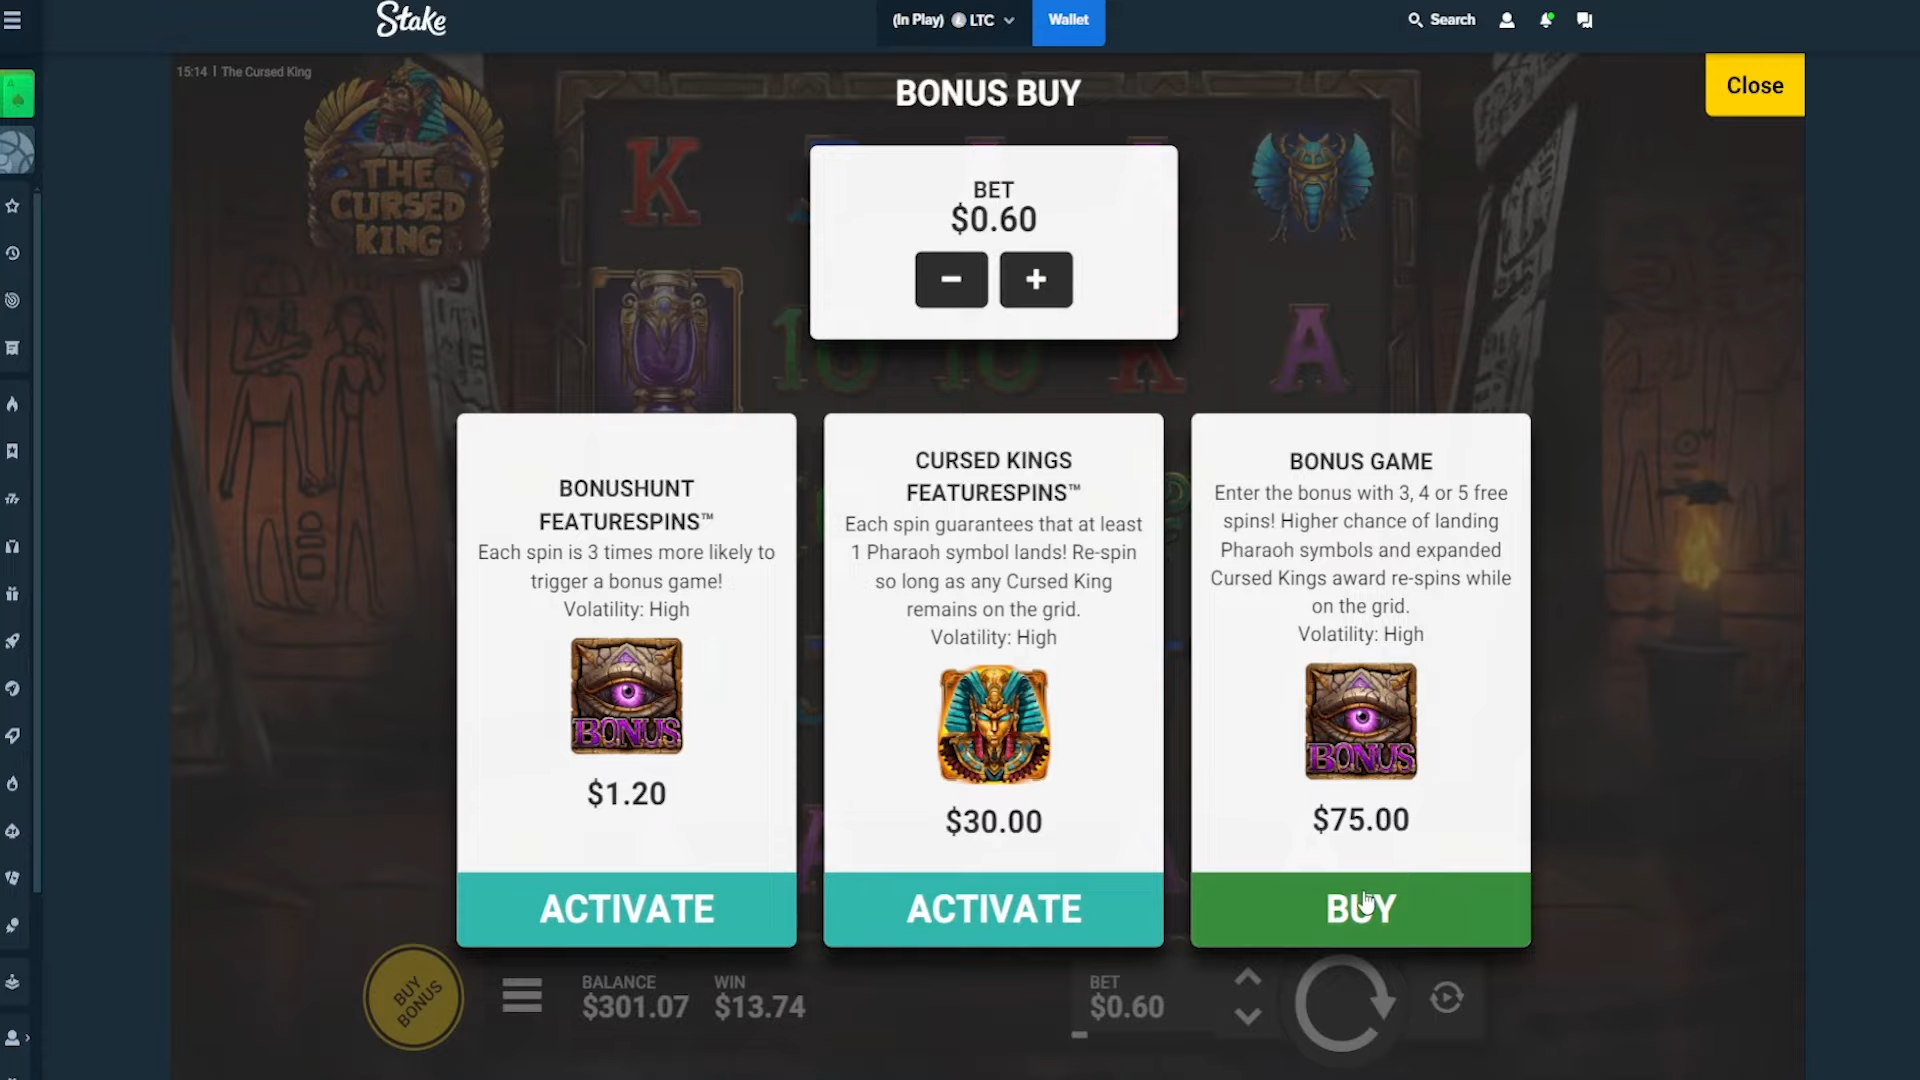 Stake
(In Play) LTC
Wallet
Search
15:14 | The Cursed King
BONUS BUY
Close
THE
CURSED
KING
K
BET
$0.60
− +
10 10 K A
BONUSHUNT
FEATURESPINS™
Each spin is 3 times more likely to
trigger a bonus game!
Volatility: High
BONUS
$1.20
ACTIVATE
CURSED KINGS
FEATURESPINS™
Each spin guarantees that at least
1 Pharaoh symbol lands! Re-spin
so long as any Cursed King
remains on the grid.
Volatility: High
$30.00
ACTIVATE
BONUS GAME
Enter the bonus with 3, 4 or 5 free
spins! Higher chance of landing
Pharaoh symbols and expanded
Cursed Kings award re-spins while
on the grid.
Volatility: High
BONUS
$75.00
BUY
BUY
BONUS
BALANCE
$301.07
WIN
$13.74
BET
$0.60